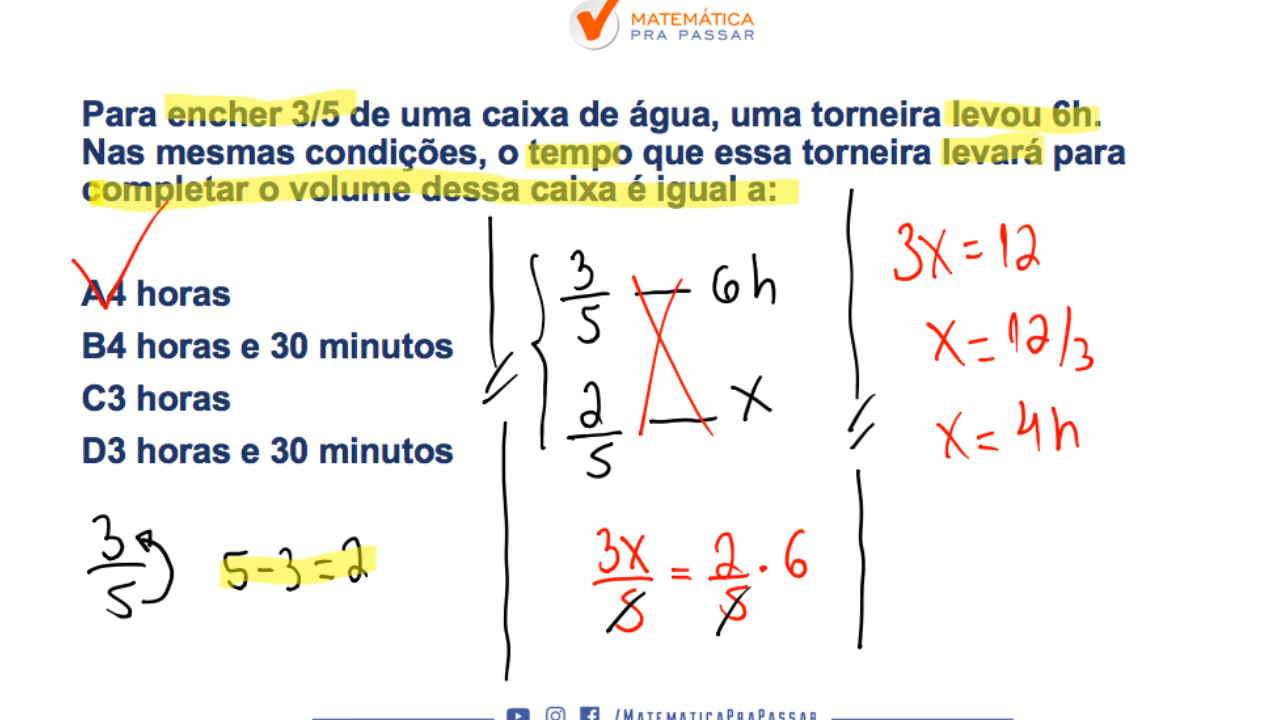 MATEMÁTICA
PRA PASSAR
Para encher 3/5 de uma caixa de água, uma torneira levou 6h.
Nas mesmas condições, o tempo que essa torneira levará para
completar o volume dessa caixa é igual a:
A4 horas
B4 horas e 30 minutos
C3 horas
D3 horas e 30 minutos
3/5
5-3=2
3/5 — 6h
2/5 — x
3x/5 = 2/5 · 6
3x=12
x=12/3
x=4h
/MATEMATICAPRAPASSAR